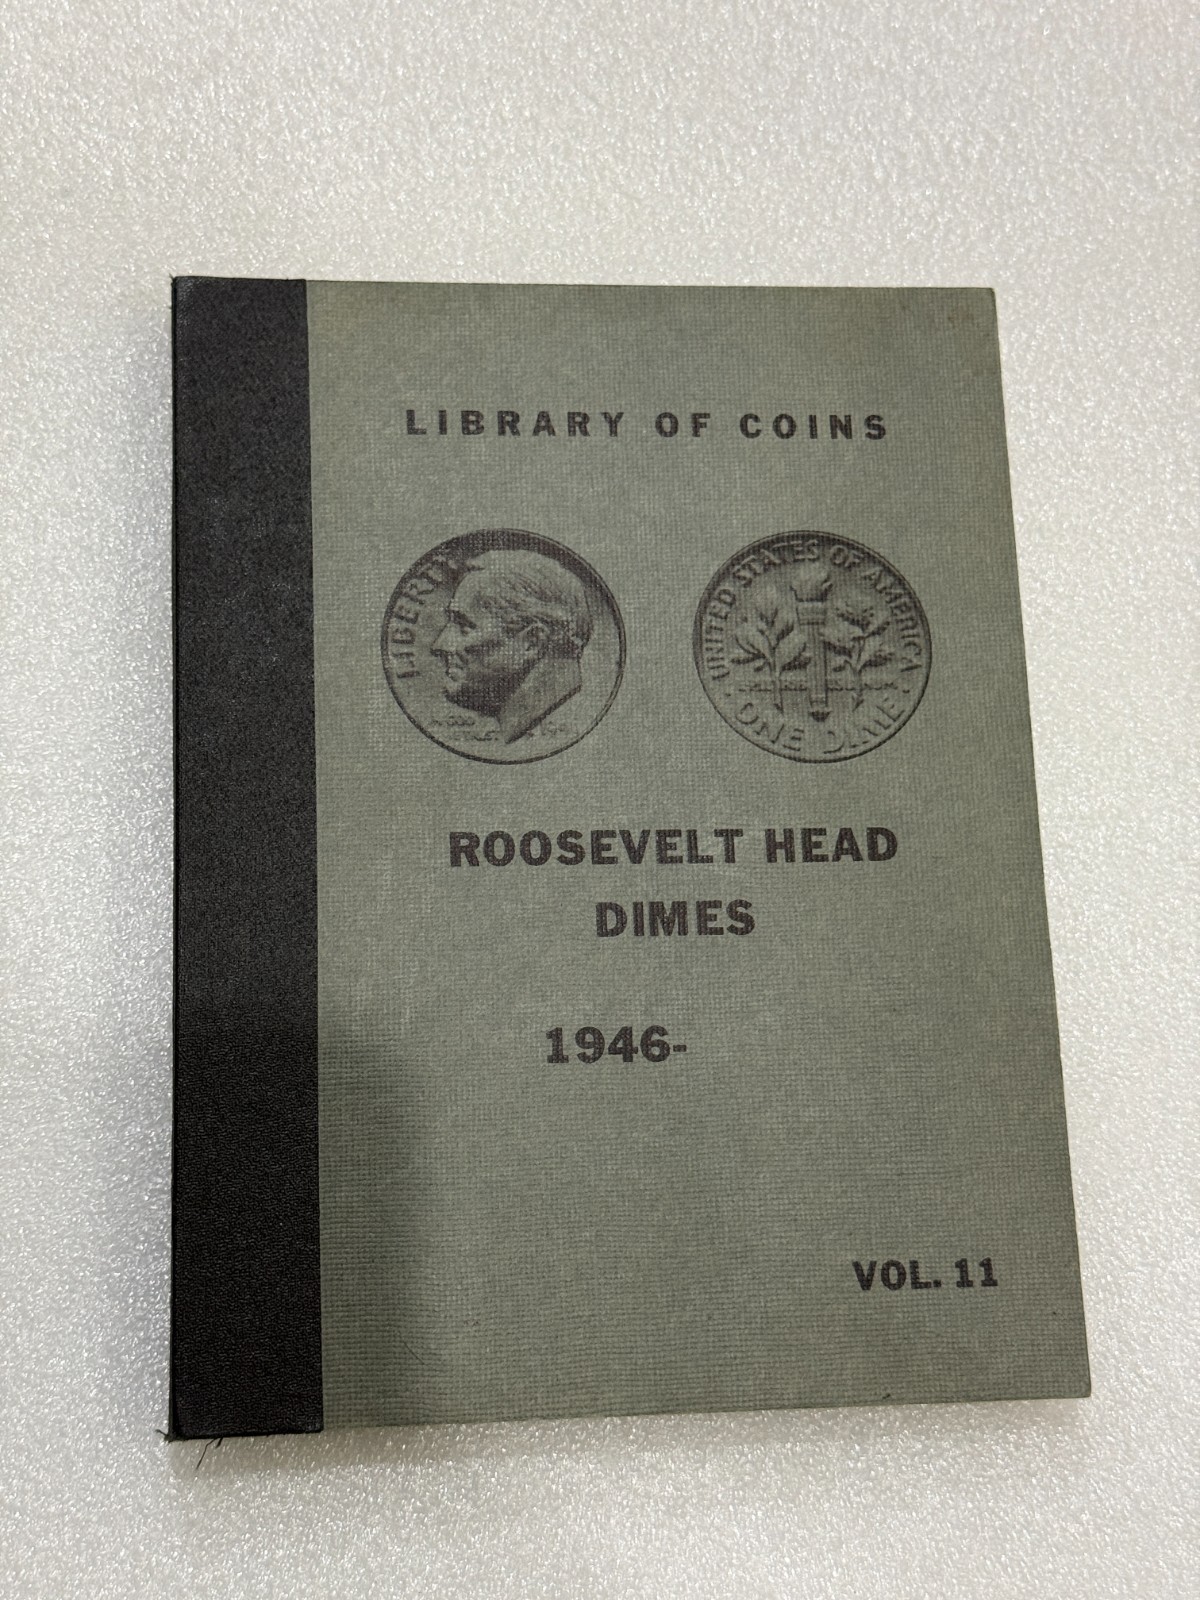 LIBRARY OF COINS
LIBERTY
UNITED STATES OF AMERICA
ONE DIME
ROOSEVELT HEAD
DIMES
1946-
VOL. 11